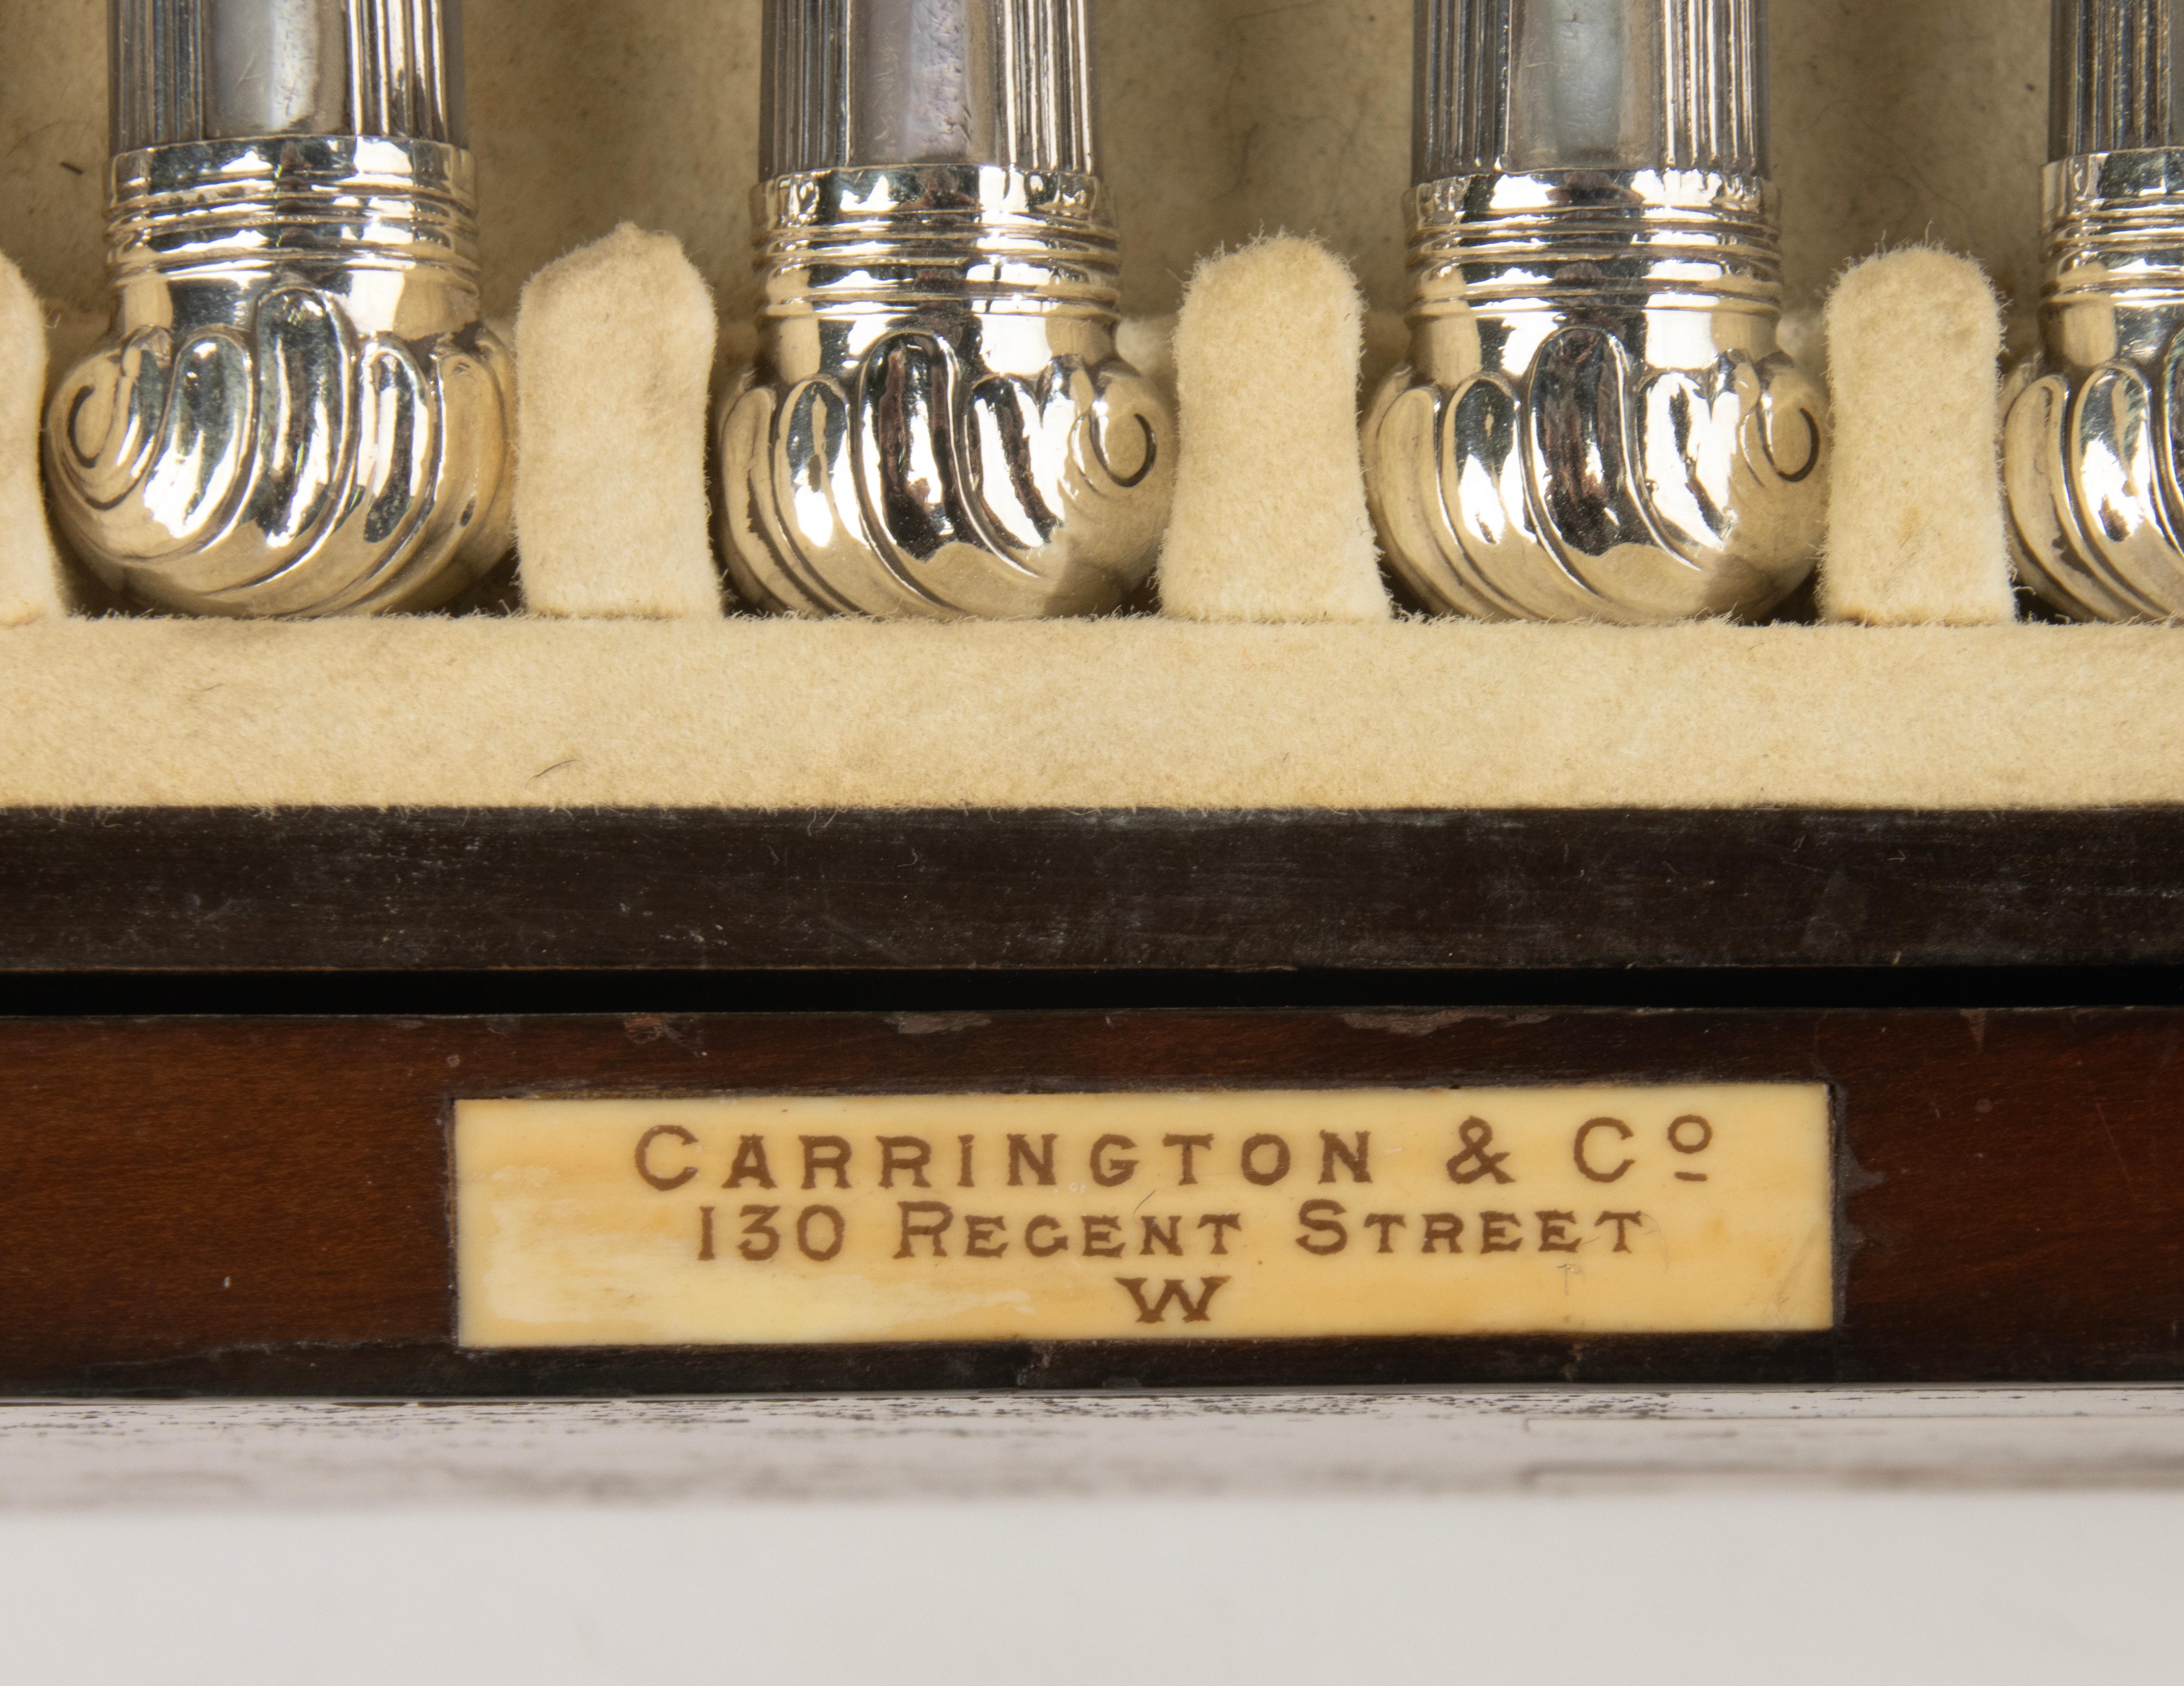 CARRINGTON & Cº
130 REGENT STREET
W